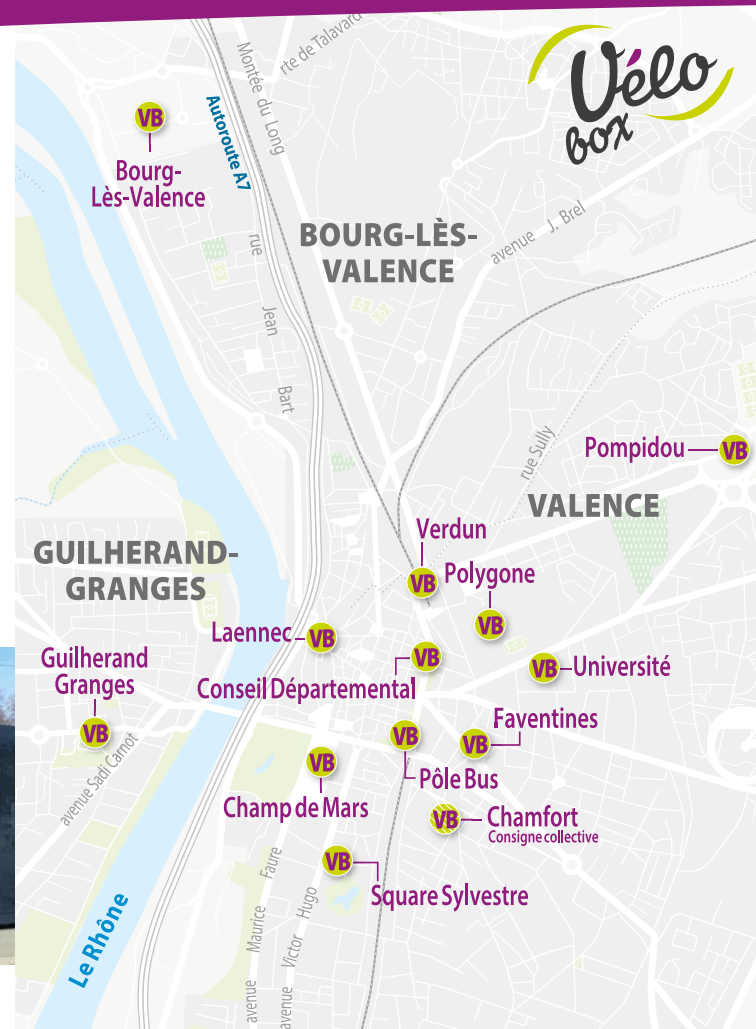 Vélo
box
rte de Talavard
Montée du Long
Autoroute A7
VB
Bourg-
Lès-Valence
BOURG-LÈS-
VALENCE
avenue J. Brel
rue Jean Bart
rue Sully
Pompidou
VB
VALENCE
GUILHERAND-
GRANGES
Verdun
VB
Polygone
VB
Laennec
VB
Conseil Départemental
VB
VB
Université
Guilherand
Granges
VB
avenue Sadi Carnot
Faventines
VB
VB
Pôle Bus
VB
Champ de Mars
VB
Chamfort
Consigne collective
VB
Square Sylvestre
avenue Maurice Faure
avenue Victor Hugo
Le Rhône